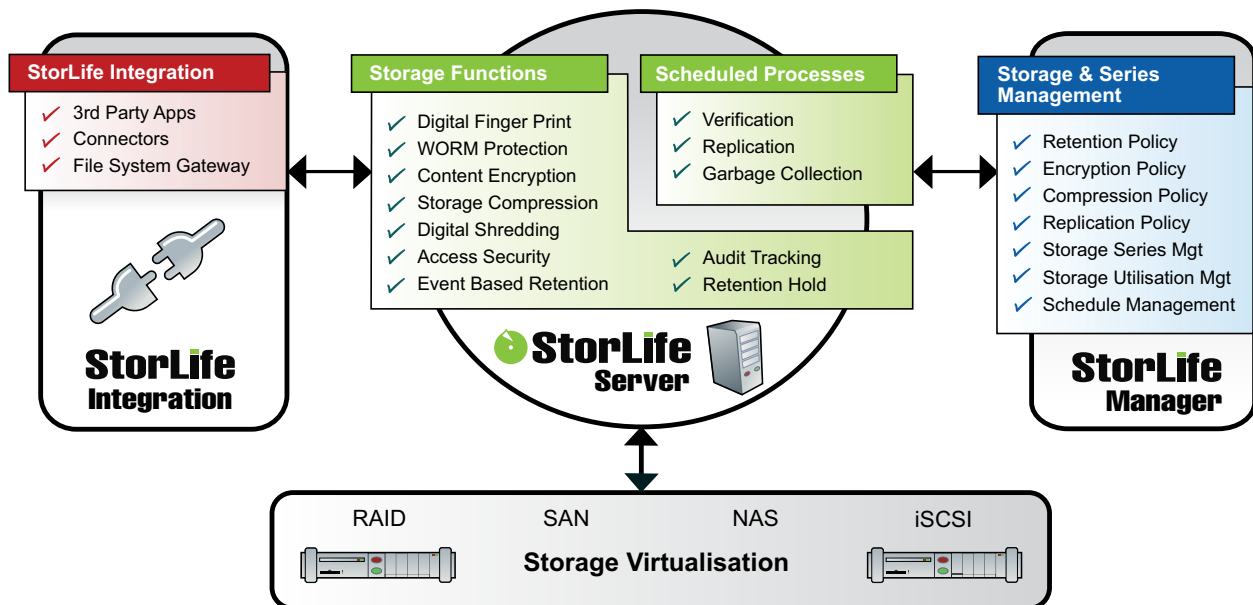 StorLife Integration
3rd Party Apps
Connectors
File System Gateway
StorLife
Integration
Storage Functions
Digital Finger Print
WORM Protection
Content Encryption
Storage Compression
Digital Shredding
Access Security
Event Based Retention
Scheduled Processes
Verification
Replication
Garbage Collection
Audit Tracking
Retention Hold
StorLife
Server
Storage & Series
Management
Retention Policy
Encryption Policy
Compression Policy
Replication Policy
Storage Series Mgt
Storage Utilisation Mgt
Schedule Management
StorLife
Manager
RAID SAN NAS iSCSI
Storage Virtualisation